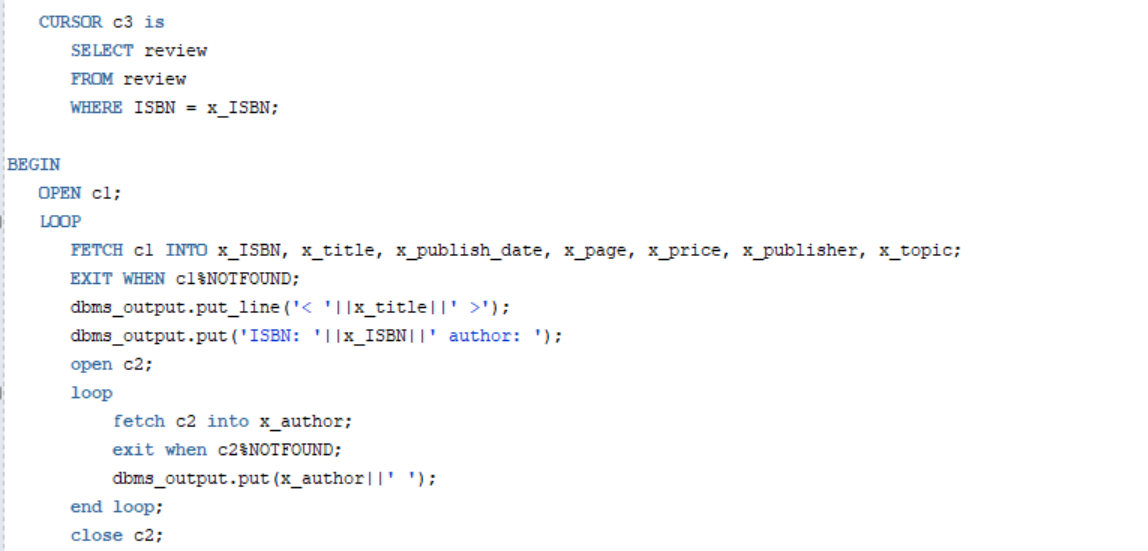 CURSOR c3 is
SELECT review
FROM review
WHERE ISBN = x_ISBN;
BEGIN
OPEN c1;
LOOP
FETCH c1 INTO x_ISBN, x_title, x_publish_date, x_page, x_price, x_publisher, x_topic;
EXIT WHEN c1%NOTFOUND;
dbms_output.put_line('< '||x_title||' >');
dbms_output.put('ISBN: '||x_ISBN||' author: ');
open c2;
loop
fetch c2 into x_author;
exit when c2%NOTFOUND;
dbms_output.put(x_author||' ');
end loop;
close c2;